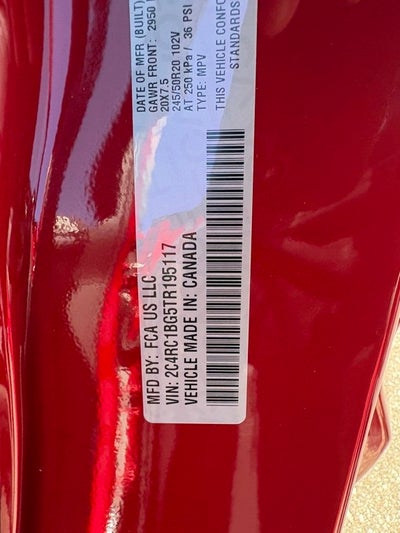 DATE OF MFR (BUILT)
GAWR FRONT: 2950
20X7.5
245/50R20 102V
AT 250 kPa / 36 PSI
TYPE: MPV
THIS VEHICLE CONFO
STANDARDS
MFD BY: FCA US LLC
VIN: 2C4RC1BG5TR195117
VEHICLE MADE IN: CANADA